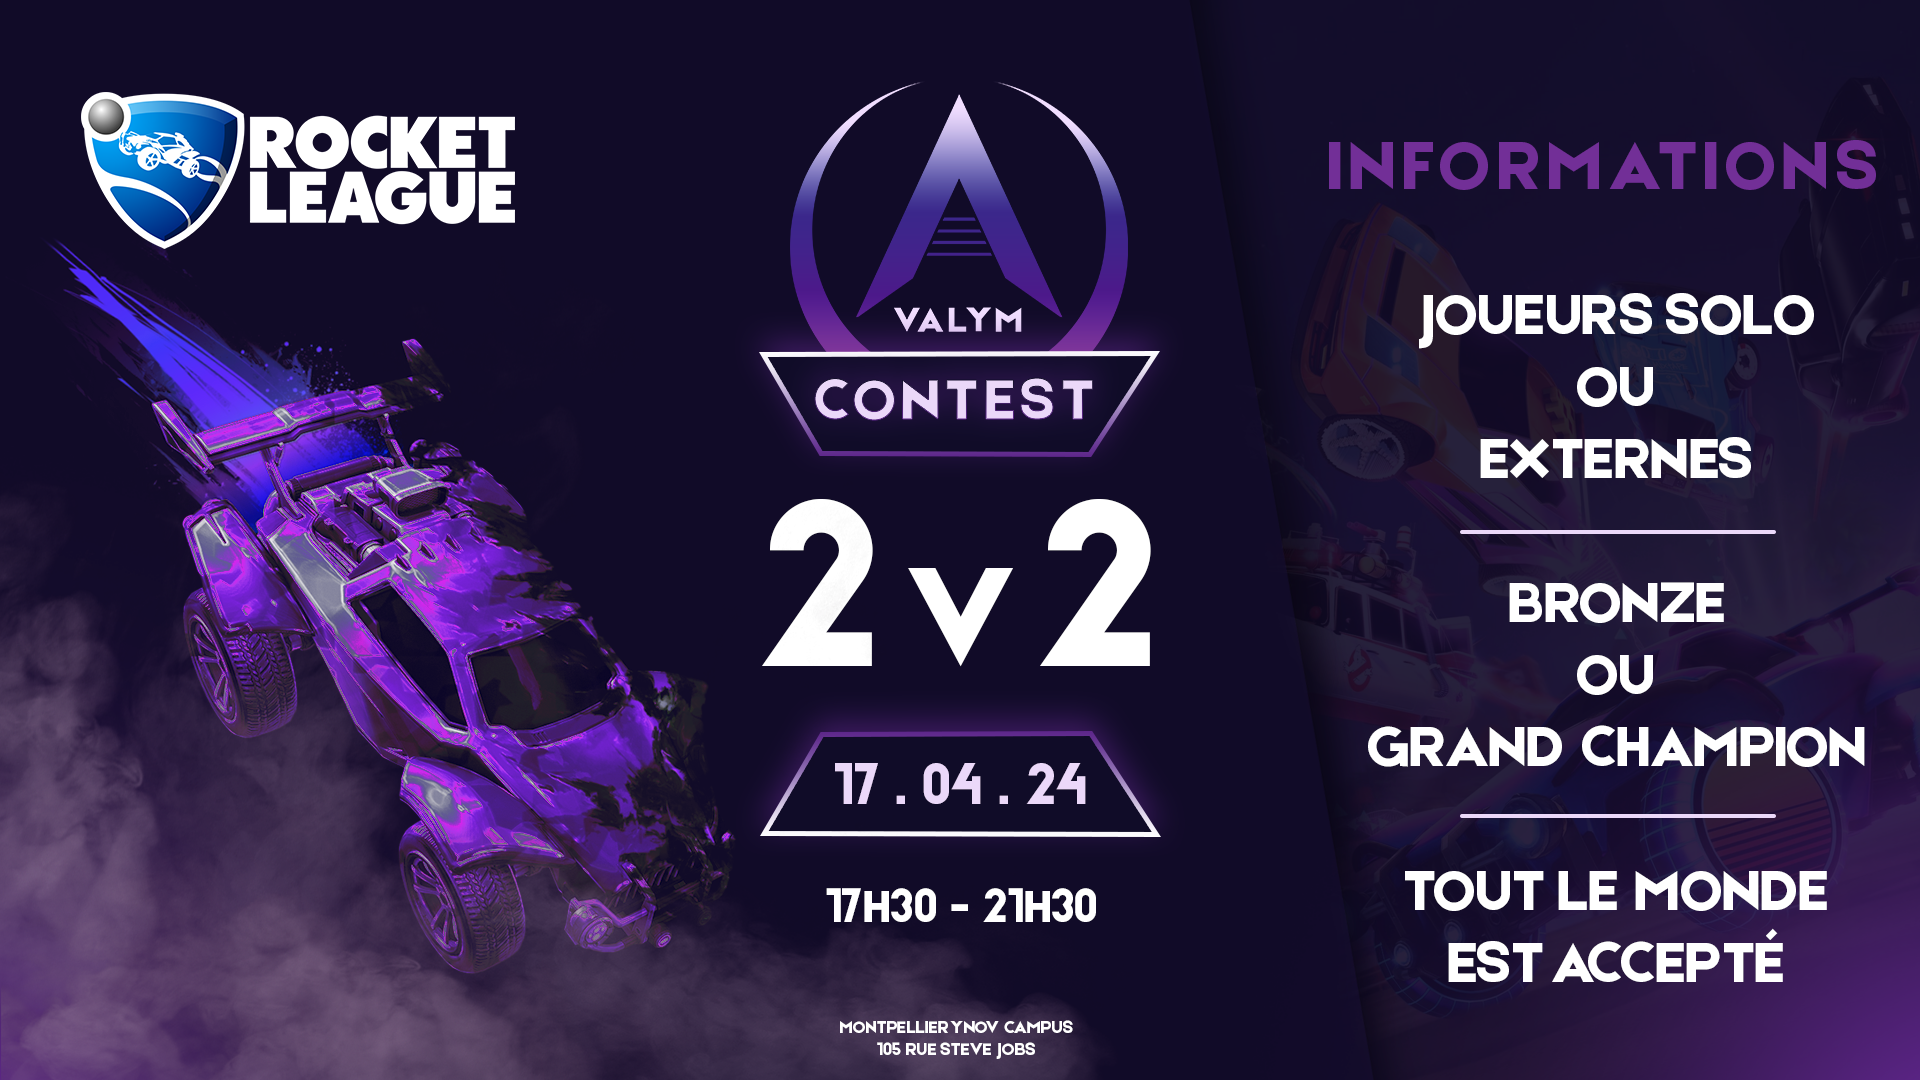 ROCKET
LEAGUE
VALYM
CONTEST
2v2
17 . 04 . 24
17H30 - 21H30
MONTPELLIER YNOV CAMPUS
105 RUE STEVE JOBS
INFORMATIONS
JOUEURS SOLO
OU
EXTERNES
BRONZE
OU
GRAND CHAMPION
TOUT LE MONDE
EST ACCEPTÉ